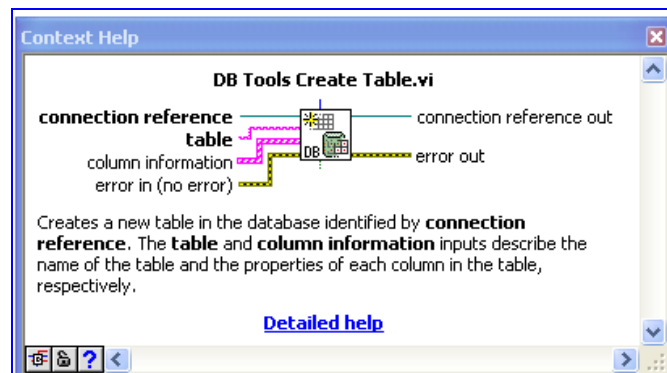 Context Help
DB Tools Create Table.vi
connection reference
connection reference out
table
DB
column information
error out
error in (no error)
Creates a new table in the database identified by connection
reference. The table and column information inputs describe the
name of the table and the properties of each column in the table,
respectively.
Detailed help
?